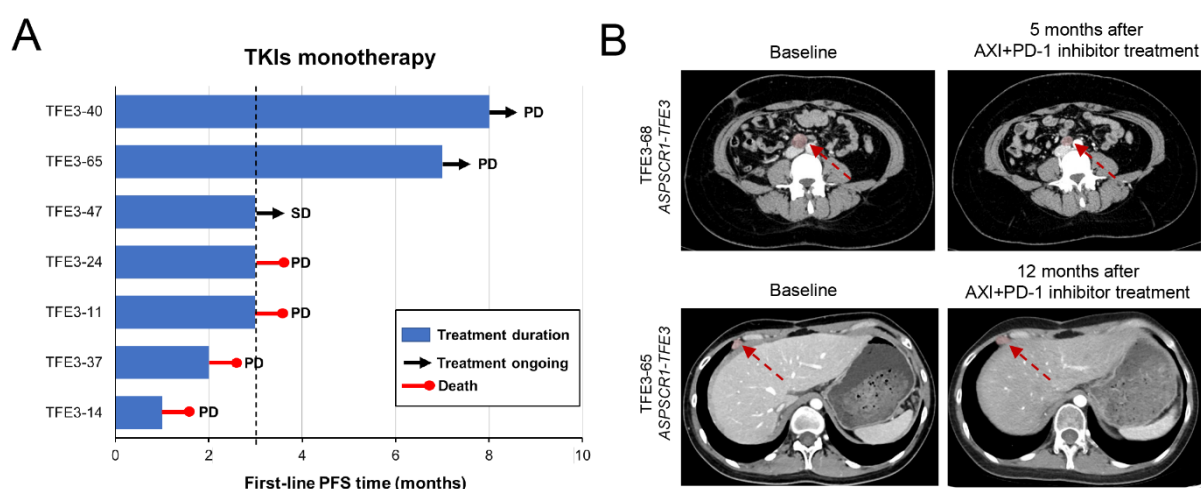 A
TKIs monotherapy
TFE3-40
PD
TFE3-65
PD
TFE3-47
SD
TFE3-24
PD
TFE3-11
PD
TFE3-37
PD
TFE3-14
PD
Treatment duration
Treatment ongoing
Death
0 2 4 6 8 10
First-line PFS time (months)
B
Baseline
5 months after
AXI+PD-1 inhibitor treatment
TFE3-68
ASPSCR1-TFE3
Baseline
12 months after
AXI+PD-1 inhibitor treatment
TFE3-65
ASPSCR1-TFE3